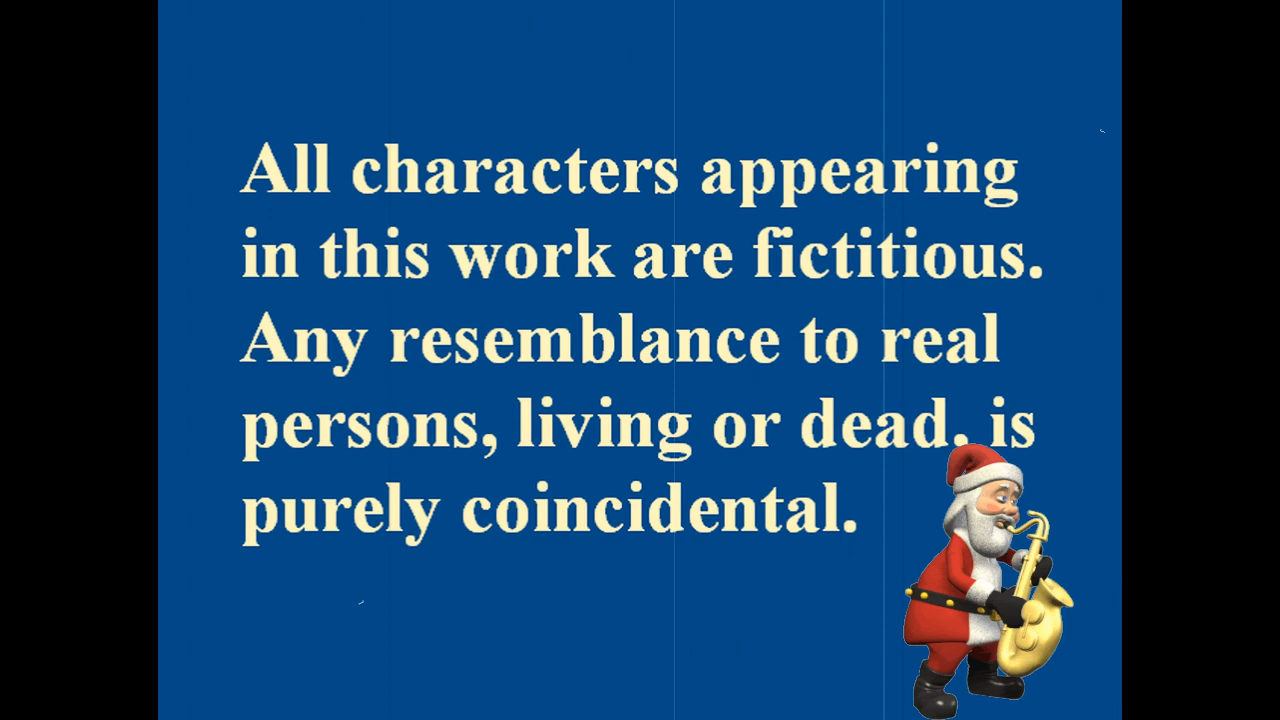 All characters appearing
in this work are fictitious.
Any resemblance to real
persons, living or dead, is
purely coincidental.